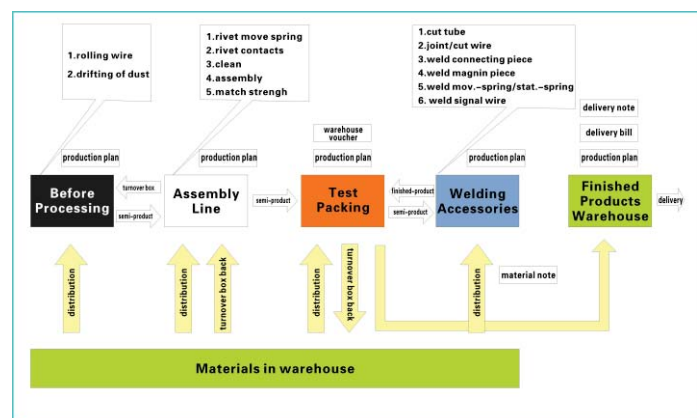 1.rolling wire
2.drifting of dust
1.rivet move spring
2.rivet contacts
3.clean
4.assembly
5.match strengh
1.cut tube
2.joint/cut wire
3.weld connecting piece
4.weld magnin piece
5.weld mov.-spring/stat.-spring
6. weld signal wire
warehouse
voucher
delivery note
delivery bill
production plan
production plan
production plan
production plan
production plan
Before
Processing
turnover box
semi-product
Assembly
Line
semi-product
Test
Packing
finished-product
semi-product
Welding
Accessories
Finished
Products
Warehouse
delivery
distribution
distribution
turnover box back
distribution
turnover box back
distribution
material note
Materials in warehouse